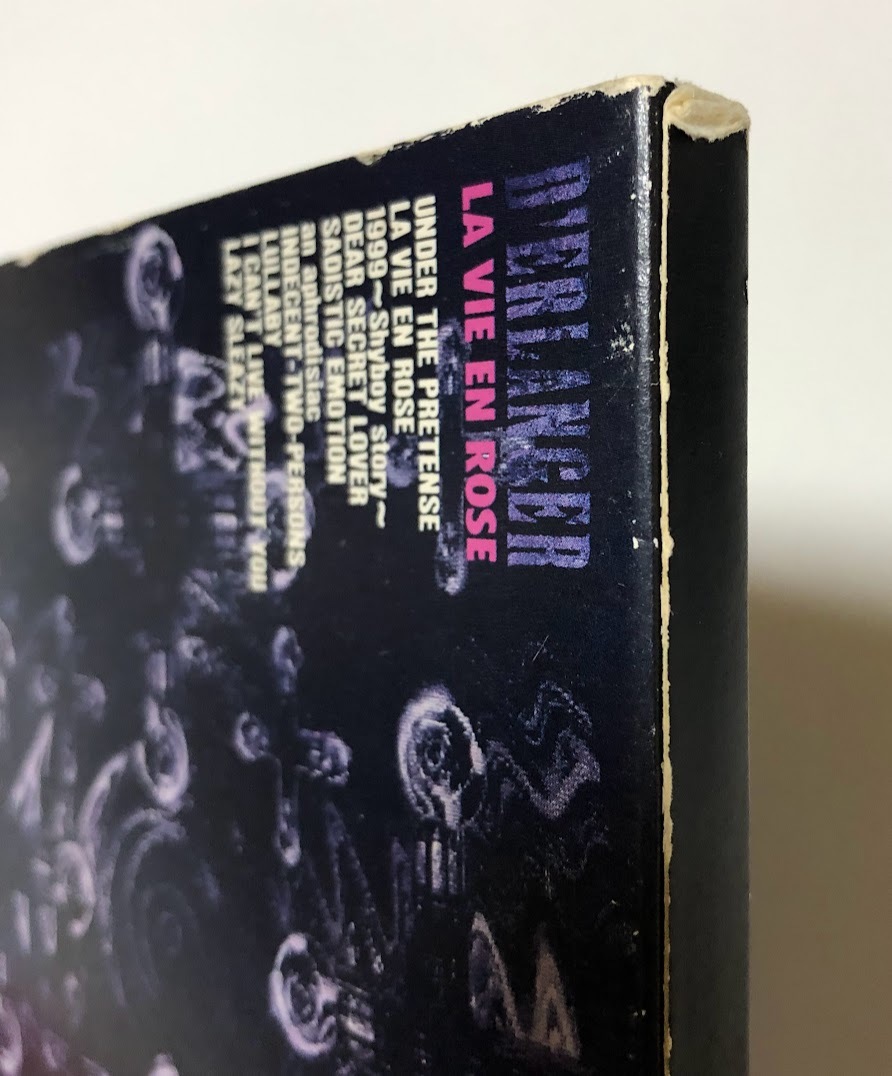 D'ERLANGER
LA VIE EN ROSE
UNDER THE PRETENSE
LA VIE EN ROSE
1999~Shyboy story~
DEAR SECRET LOVER
SADISTIC EMOTION
an aphrodisiac
INDECENT-TWO-PERSONS
LULLABY
I CAN'T LIVE WITHOUT YOU
LAZY SLEAZY